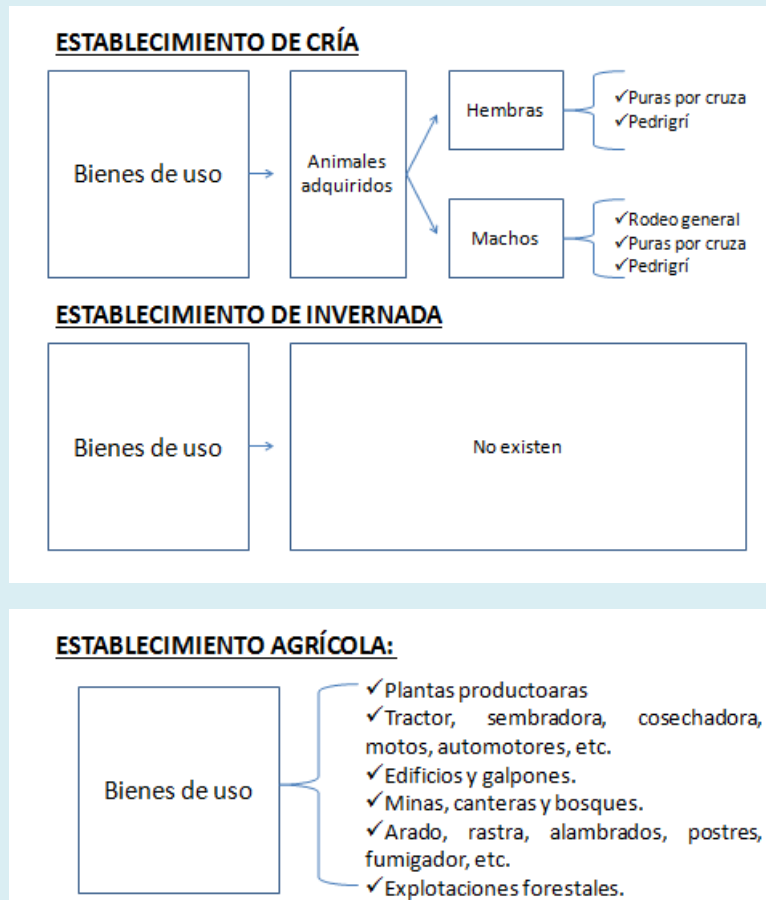 ESTABLECIMIENTO DE CRÍA
Bienes de uso
Animales
adquiridos
Hembras
✓Puras por cruza
✓Pedrigrí
Machos
✓Rodeo general
✓Puras por cruza
✓Pedrigrí
ESTABLECIMIENTO DE INVERNADA
Bienes de uso
No existen
ESTABLECIMIENTO AGRÍCOLA:
Bienes de uso
✓Plantas productoaras
✓Tractor, sembradora, cosechadora,
motos, automotores, etc.
✓Edificios y galpones.
✓Minas, canteras y bosques.
✓Arado, rastra, alambrados, postres,
fumigador, etc.
✓Explotaciones forestales.